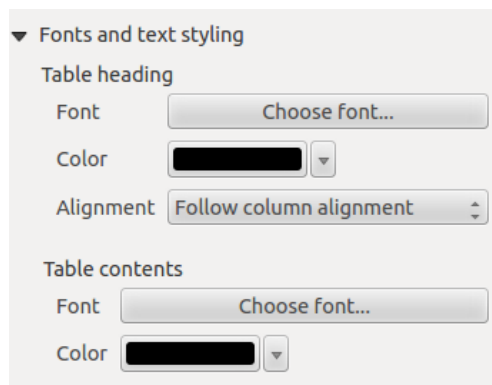 Fonts and text styling
Table heading
Font Choose font...
Color
Alignment Follow column alignment
Table contents
Font Choose font...
Color